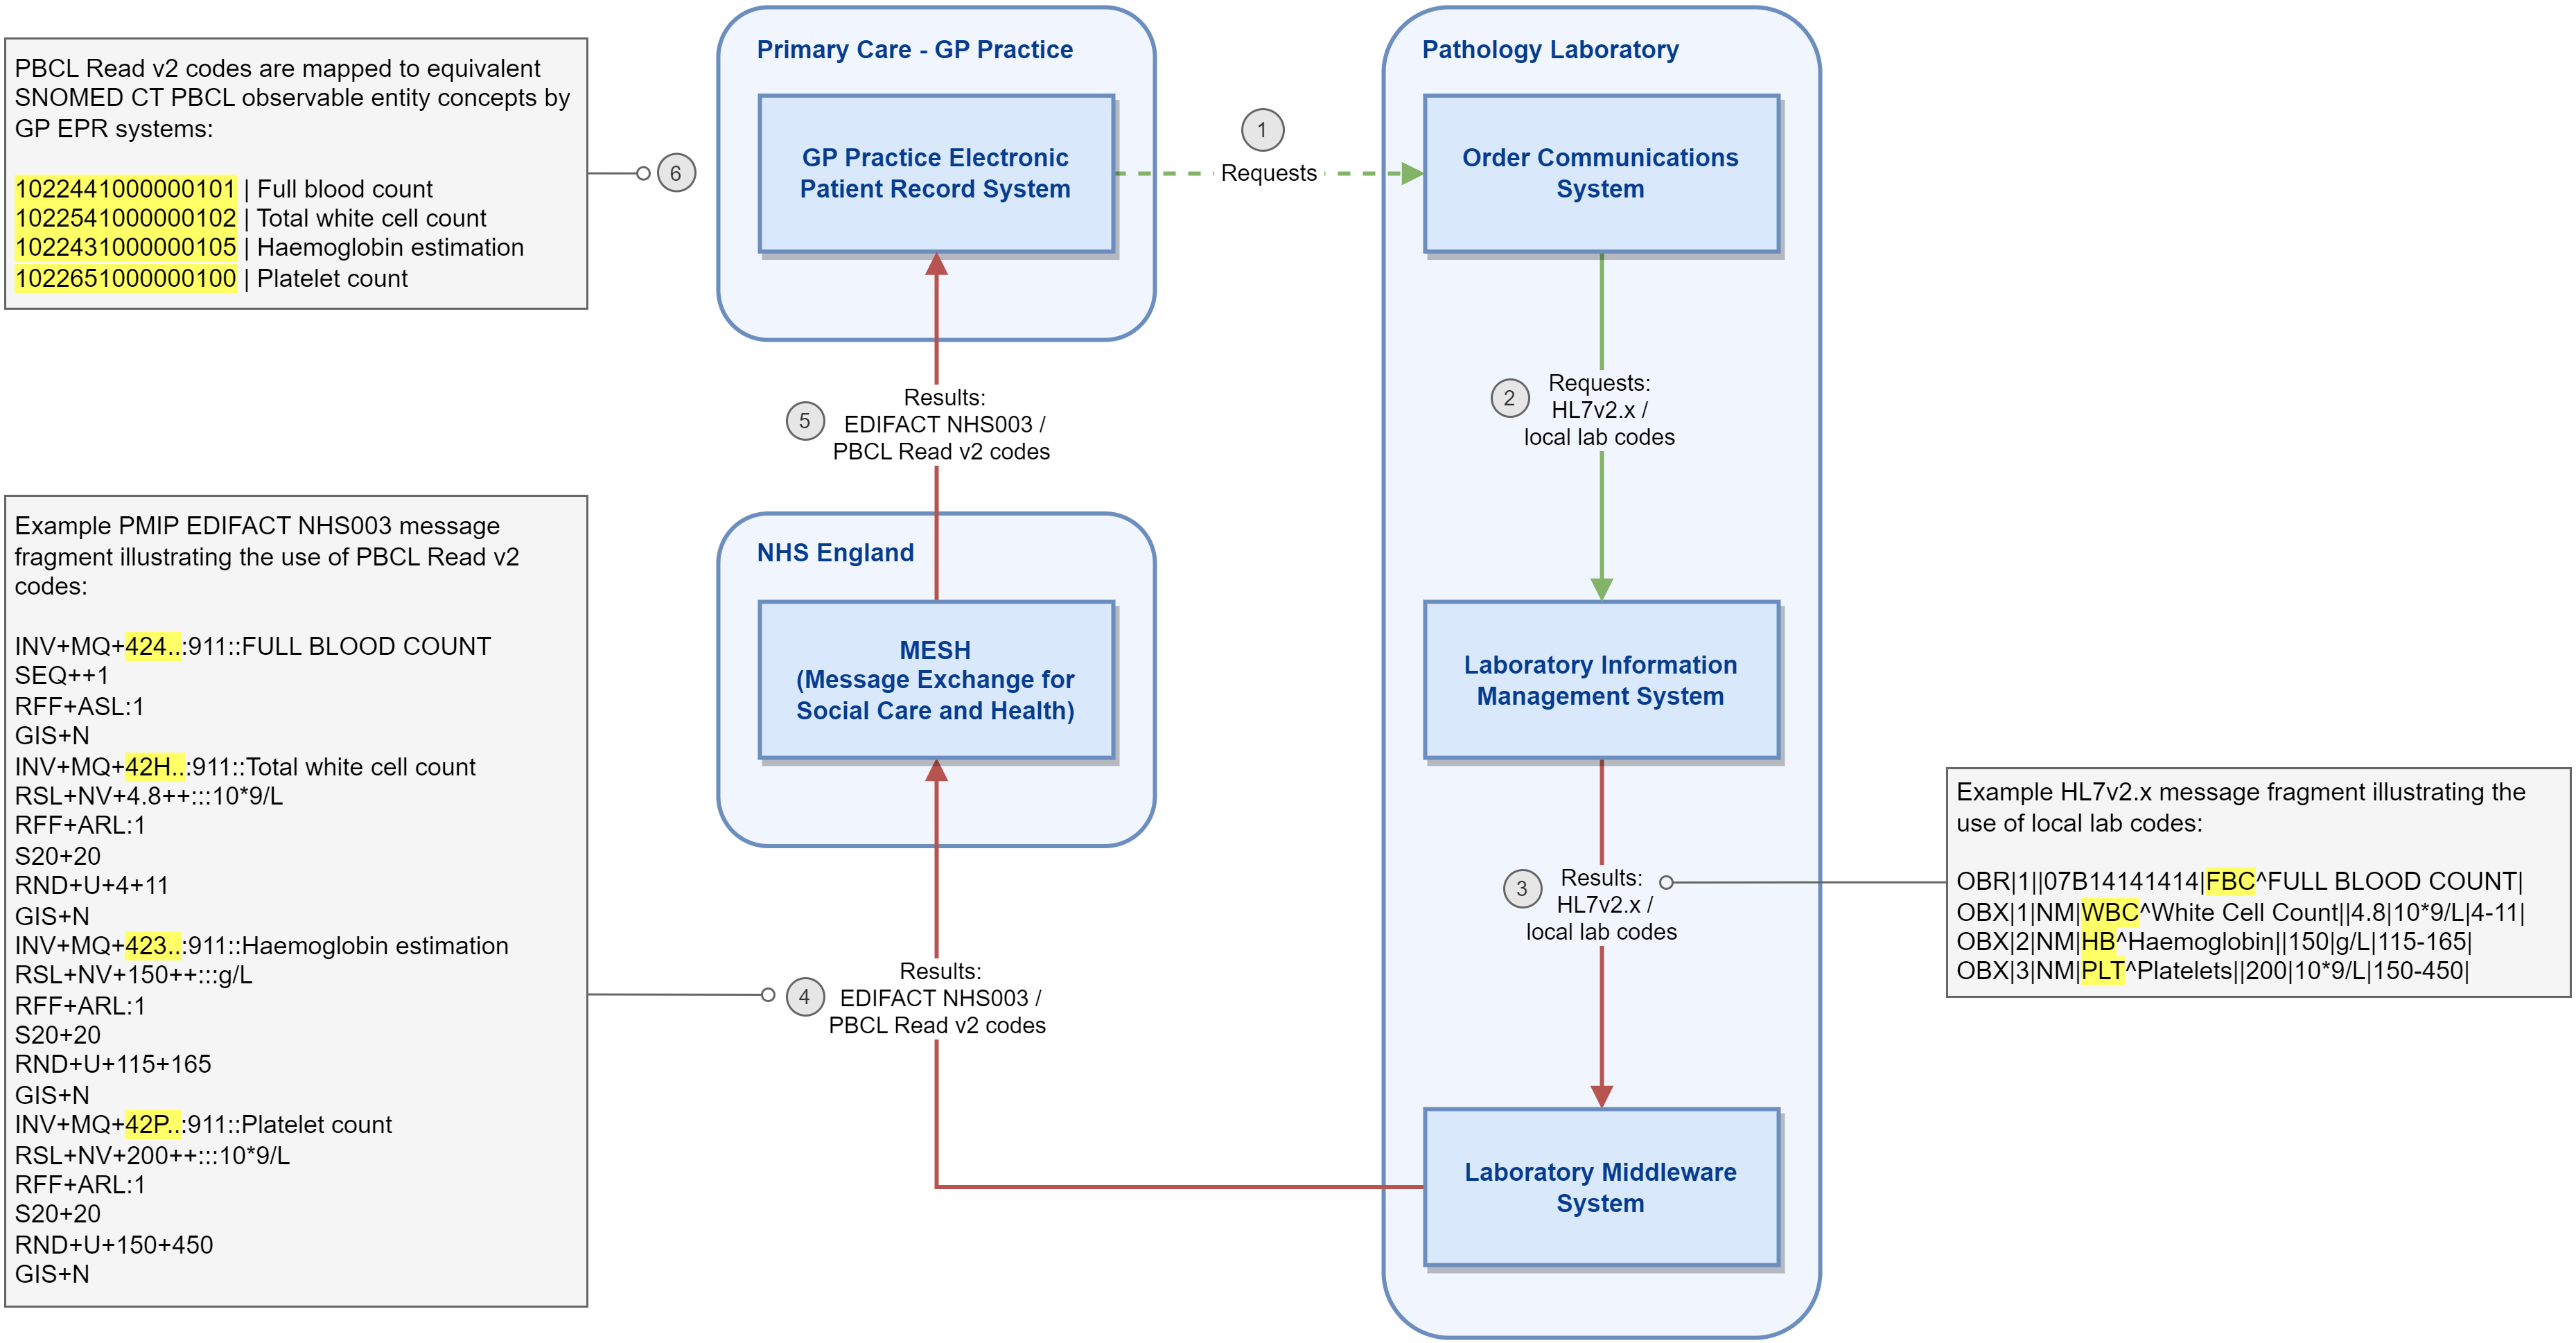 PBCL Read v2 codes are mapped to equivalent
SNOMED CT PBCL observable entity concepts by
GP EPR systems:
1022441000000101 | Full blood count
1022541000000102 | Total white cell count
1022431000000105 | Haemoglobin estimation
1022651000000100 | Platelet count
6
Primary Care - GP Practice
GP Practice Electronic
Patient Record System
1
Requests
Pathology Laboratory
Order Communications
System
2
Requests:
HL7v2.x /
local lab codes
5
Results:
EDIFACT NHS003 /
PBCL Read v2 codes
NHS England
MESH
(Message Exchange for
Social Care and Health)
Laboratory Information
Management System
Example PMIP EDIFACT NHS003 message
fragment illustrating the use of PBCL Read v2
codes:
INV+MQ+424..:911::FULL BLOOD COUNT
SEQ++1
RFF+ASL:1
GIS+N
INV+MQ+42H..:911::Total white cell count
RSL+NV+4.8++:::10*9/L
RFF+ARL:1
S20+20
RND+U+4+11
GIS+N
INV+MQ+423..:911::Haemoglobin estimation
RSL+NV+150++:::g/L
RFF+ARL:1
S20+20
RND+U+115+165
GIS+N
INV+MQ+42P..:911::Platelet count
RSL+NV+200++:::10*9/L
RFF+ARL:1
S20+20
RND+U+150+450
GIS+N
4
Results:
EDIFACT NHS003 /
PBCL Read v2 codes
3
Results:
HL7v2.x /
local lab codes
Example HL7v2.x message fragment illustrating the
use of local lab codes:
OBR|1||07B14141414|FBC^FULL BLOOD COUNT|
OBX|1|NM|WBC^White Cell Count||4.8|10*9/L|4-11|
OBX|2|NM|HB^Haemoglobin||150|g/L|115-165|
OBX|3|NM|PLT^Platelets||200|10*9/L|150-450|
Laboratory Middleware
System